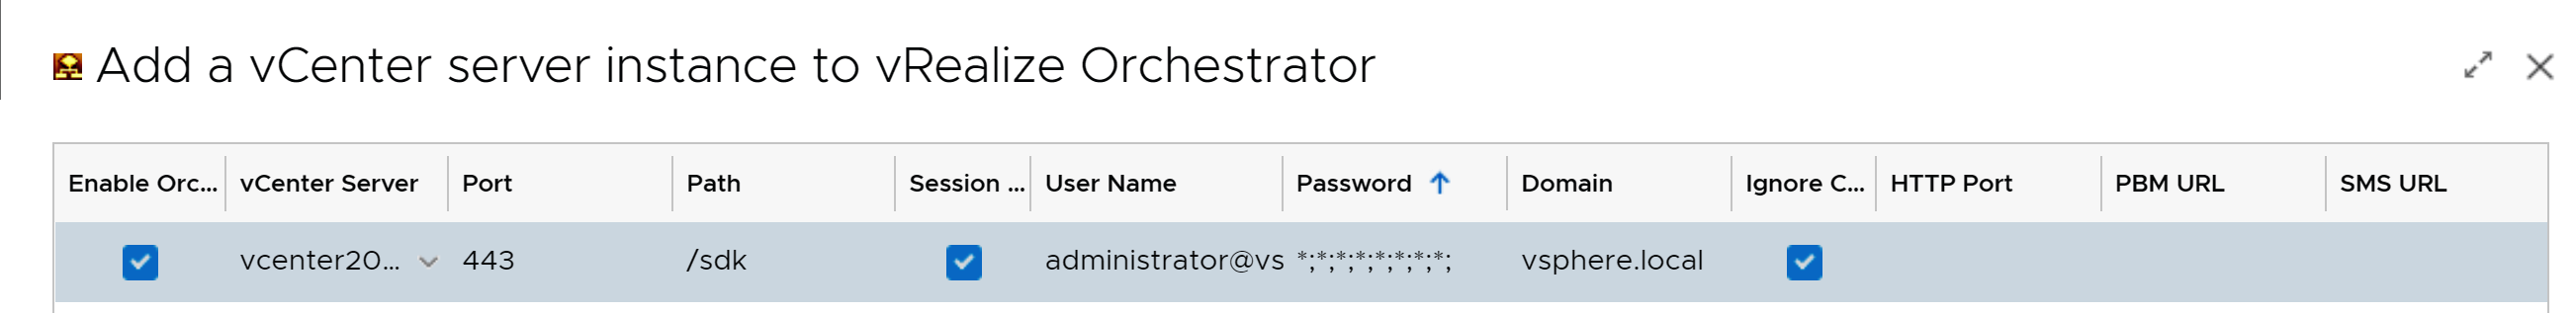 Add a vCenter server instance to vRealize Orchestrator
Enable Orc... vCenter Server Port Path Session ... User Name Password Domain Ignore C... HTTP Port PBM URL SMS URL
vcenter20... 443 /sdk administrator@vs *;*;*;*;*;*;*;*; vsphere.local